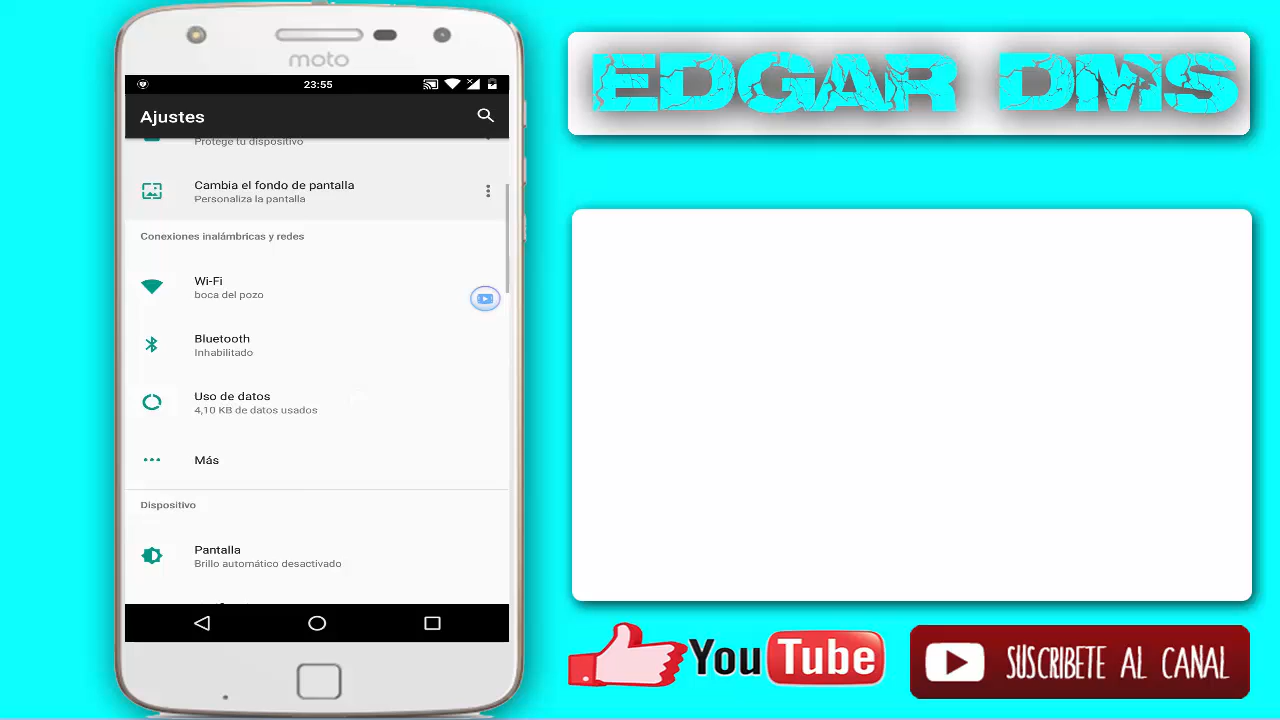 moto
23:55
Ajustes
Protege tu dispositivo
Cambia el fondo de pantalla
Personaliza la pantalla
Conexiones inalámbricas y redes
Wi-Fi
boca del pozo
Bluetooth
Inhabilitado
Uso de datos
4,10 KB de datos usados
Más
Dispositivo
Pantalla
Brillo automático desactivado
EDGAR DMS
YouTube
SUSCRIBETE AL CANAL